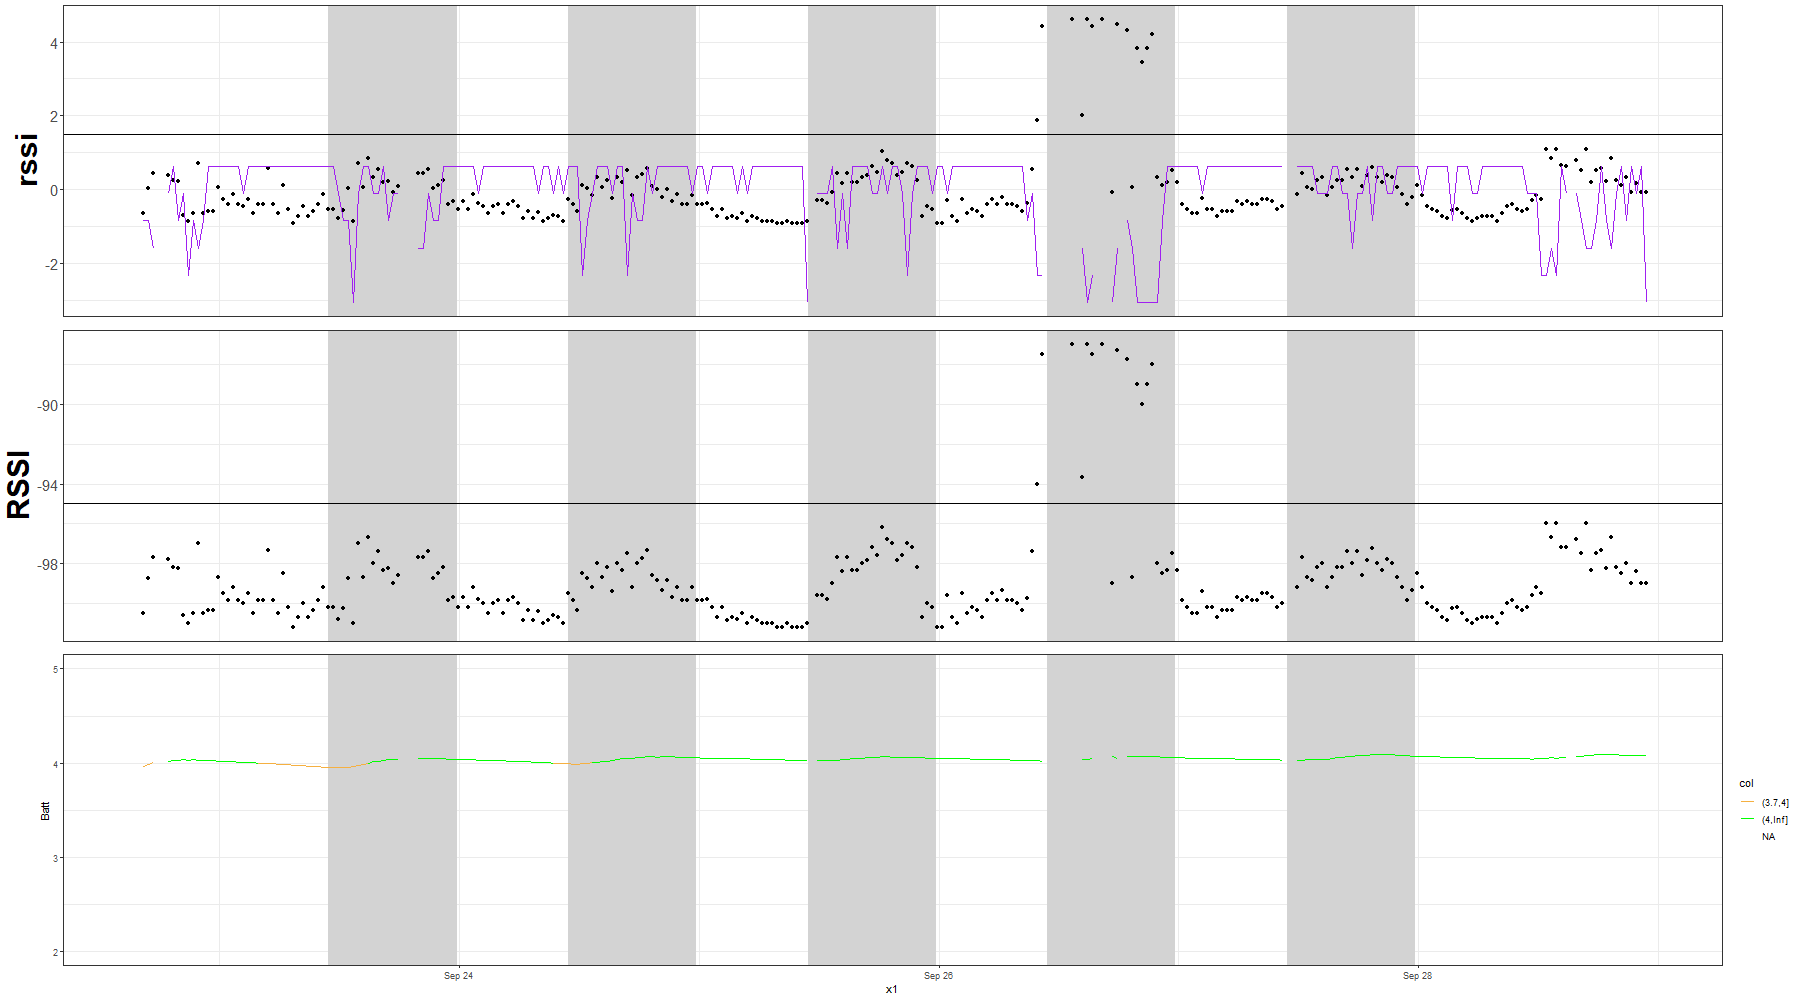 rssi
4
2
0
-2
RSSI
-90
-94
-98
Batt
5
4
3
2
Sep 24
Sep 26
Sep 28
x1
col
(3.7,4]
(4,Inf]
NA